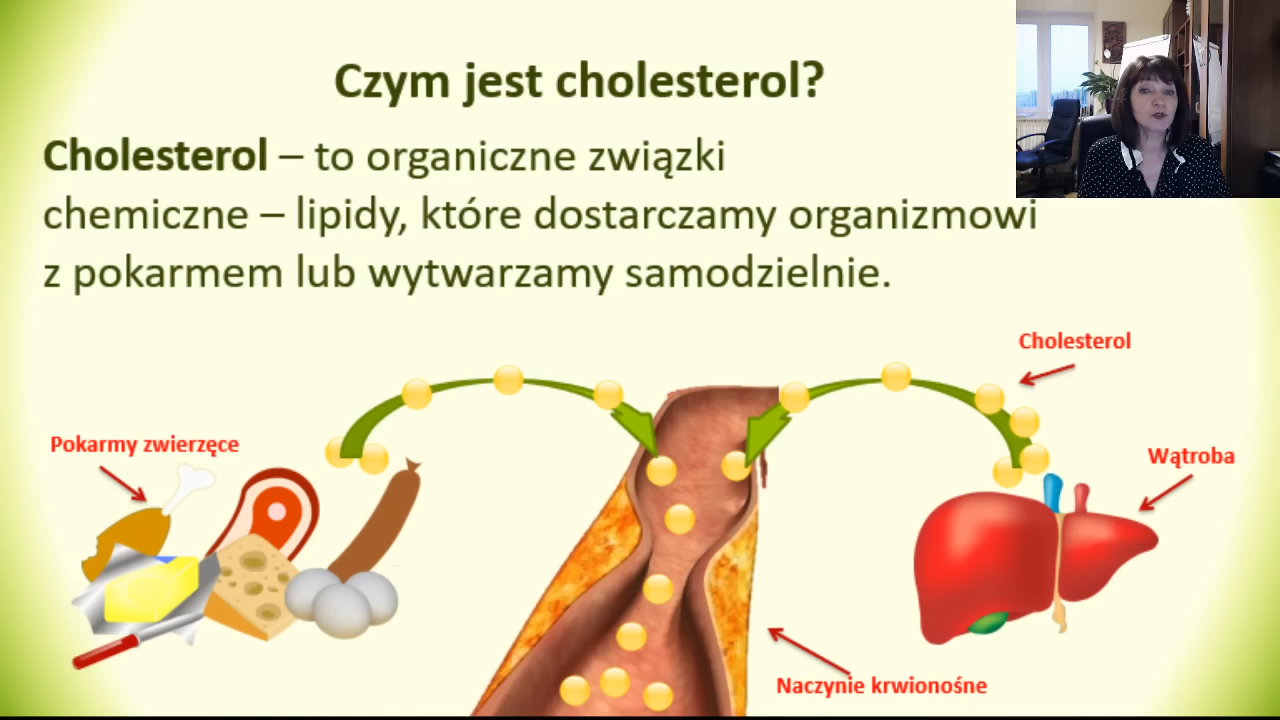 Czym jest cholesterol?
Cholesterol – to organiczne związki
chemiczne – lipidy, które dostarczamy organizmowi
z pokarmem lub wytwarzamy samodzielnie.
Cholesterol
Pokarmy zwierzęce
Wątroba
Naczynie krwionośne